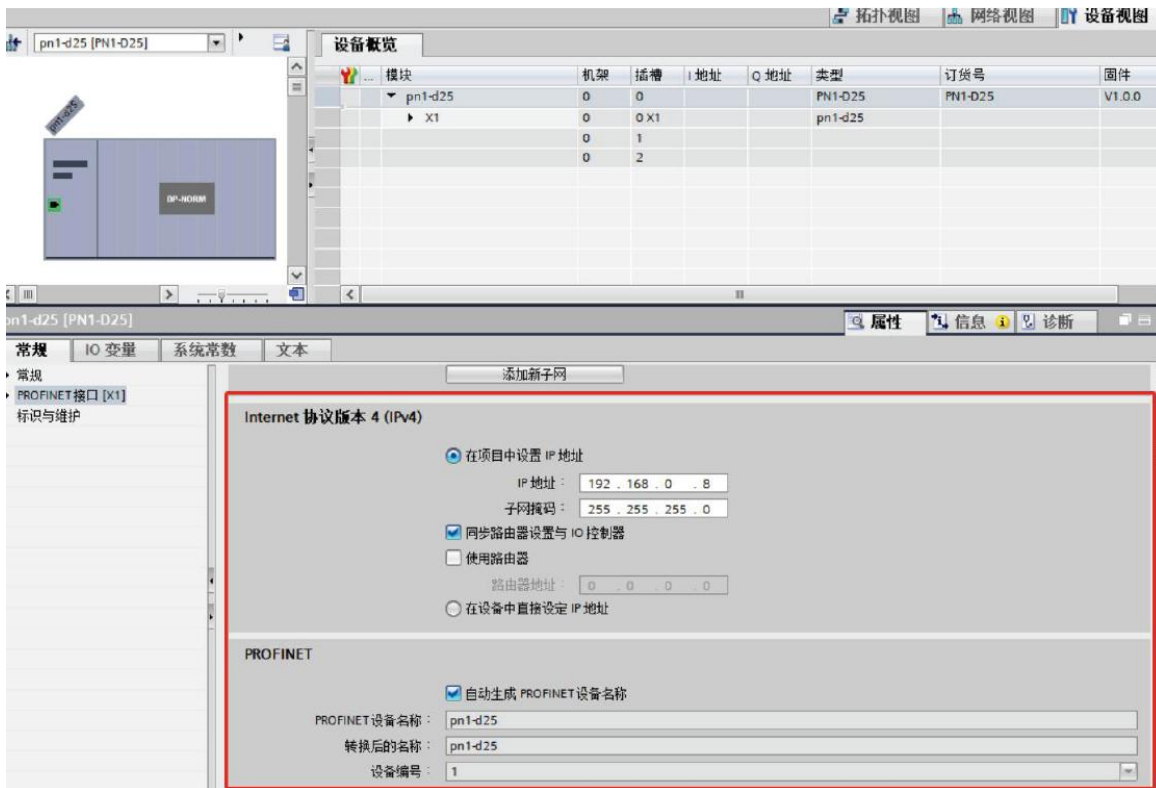 拓扑视图 网络视图 设备视图
pn1-d25 [PN1-D25]
设备概览
... 模块 机架 插槽 I 地址 Q 地址 类型 订货号 固件
pn1-d25 0 0 PN1-D25 PN1-D25 V1.0.0
X1 0 0 X1 pn1-d25
0 1
0 2
pn1-d25
DP-NORM
pn1-d25 [PN1-D25]
属性 信息 诊断
常规 IO 变量 系统常数 文本
常规
PROFINET接口 [X1]
标识与维护
添加新子网
Internet 协议版本 4 (IPv4)
在项目中设置 IP 地址
IP 地址: 192 . 168 . 0 . 8
子网掩码: 255 . 255 . 255 . 0
同步路由器设置与 IO 控制器
使用路由器
路由器地址: 0 . 0 . 0 . 0
在设备中直接设定 IP 地址
PROFINET
自动生成 PROFINET 设备名称
PROFINET 设备名称: pn1-d25
转换后的名称: pn1-d25
设备编号: 1